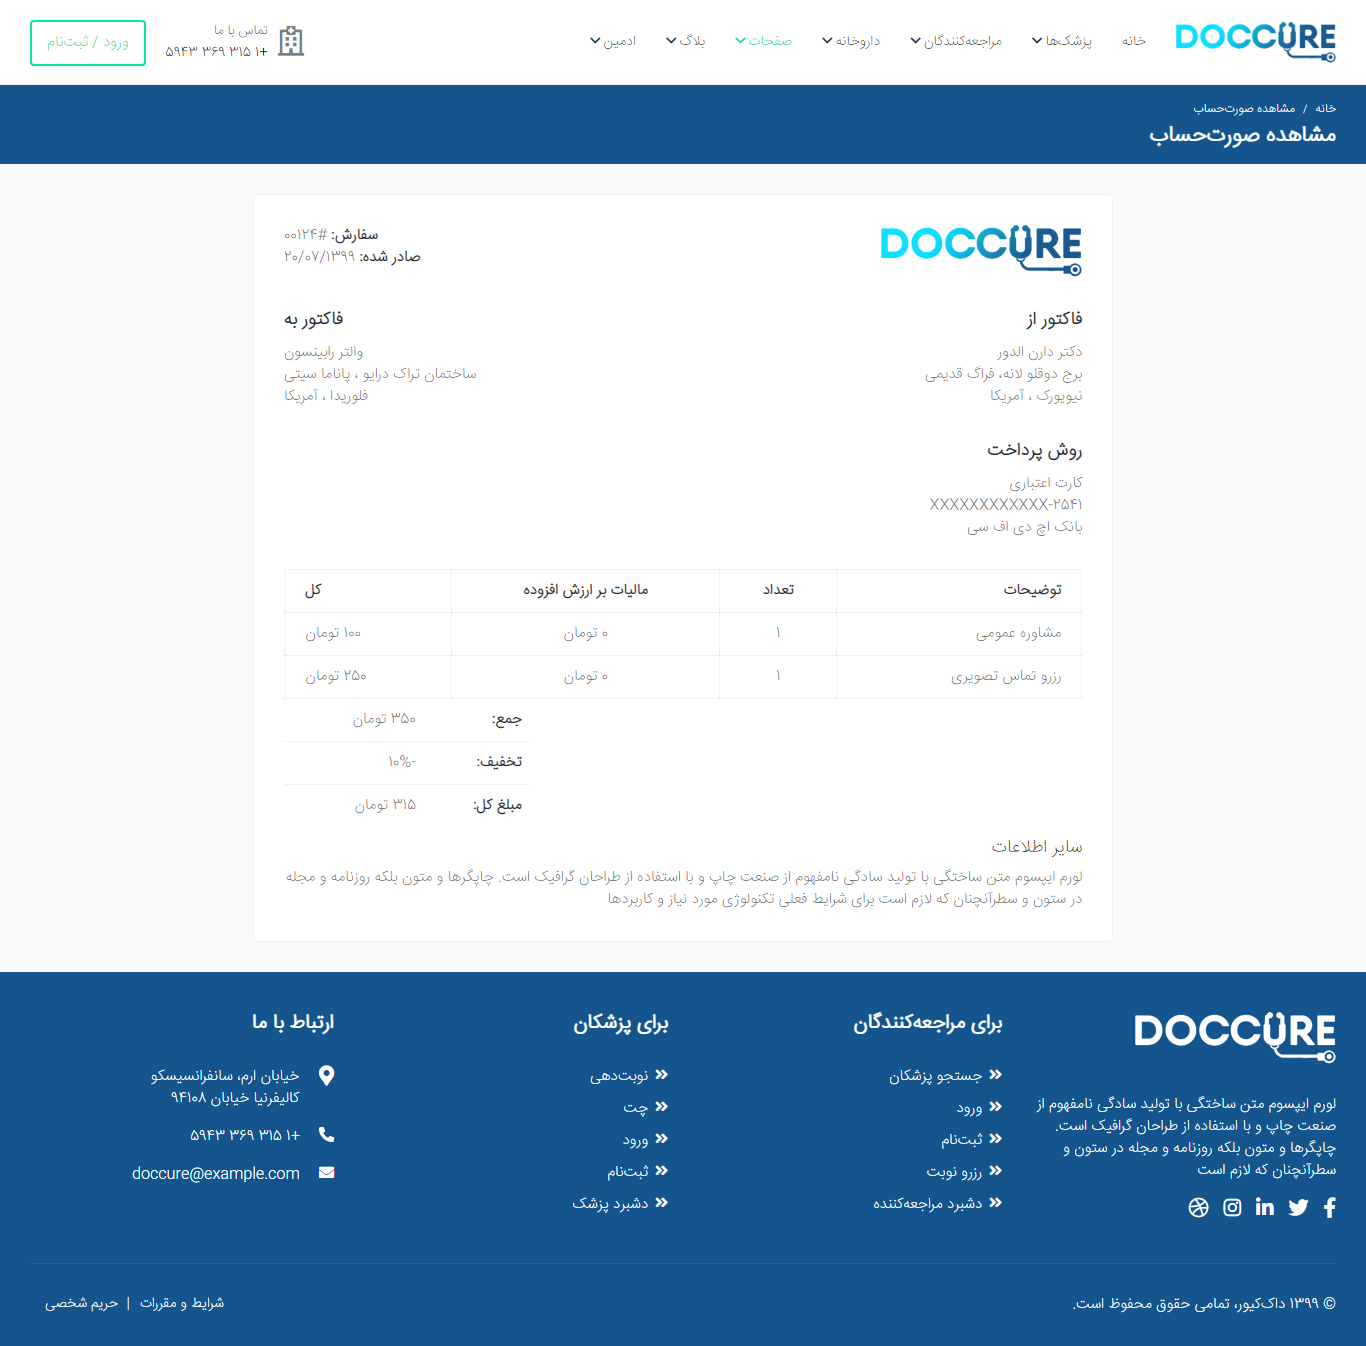 DOCCURE
خانه
پزشک‌ها
مراجعه‌کنندگان
داروخانه
صفحات
بلاگ
ادمین
تماس با ما
+۱ ۳۱۵ ۳۶۹ ۵۹۴۳
ورود / ثبت‌نام
خانه / مشاهده صورت‌حساب
مشاهده صورت‌حساب
DOCCURE
سفارش: #۰۰۱۲۴
صادر شده: ۲۰/۰۷/۱۳۹۹
فاکتور از
دکتر دارن الدور
برج دوقلو لانه، فراگ قدیمی
نیویورک ، آمریکا
فاکتور به
والتر رابینسون
ساختمان تراک درایو ، پاناما سیتی
فلوریدا ، آمریکا
روش پرداخت
کارت اعتباری
XXXXXXXXXXXX-۲۵۴۱
بانک اچ دی اف سی
توضیحات تعداد مالیات بر ارزش افزوده کل
مشاوره عمومی ۱ ۰ تومان ۱۰۰ تومان
رزرو تماس تصویری ۱ ۰ تومان ۲۵۰ تومان
جمع: ۳۵۰ تومان
تخفیف: -۱۰%
مبلغ کل: ۳۱۵ تومان
سایر اطلاعات
لورم ایپسوم متن ساختگی با تولید سادگی نامفهوم از صنعت چاپ و با استفاده از طراحان گرافیک است. چاپگرها و متون بلکه روزنامه و مجله
در ستون و سطرآنچنان که لازم است برای شرایط فعلی تکنولوژی مورد نیاز و کاربردها
DOCCURE
لورم ایپسوم متن ساختگی با تولید سادگی نامفهوم از
صنعت چاپ و با استفاده از طراحان گرافیک است.
چاپگرها و متون بلکه روزنامه و مجله در ستون و
سطرآنچنان که لازم است
برای مراجعه‌کنندگان
جستجو پزشکان
ورود
ثبت‌نام
رزرو نوبت
دشبرد مراجعه‌کننده
برای پزشکان
نوبت‌دهی
چت
ورود
ثبت‌نام
دشبرد پزشک
ارتباط با ما
خیابان ارم، سانفرانسیسکو
کالیفرنیا خیابان ۹۴۱۰۸
+۱ ۳۱۵ ۳۶۹ ۵۹۴۳
doccure@example.com
© ۱۳۹۹ داک‌کیور، تمامی حقوق محفوظ است.
شرایط و مقررات | حریم شخصی